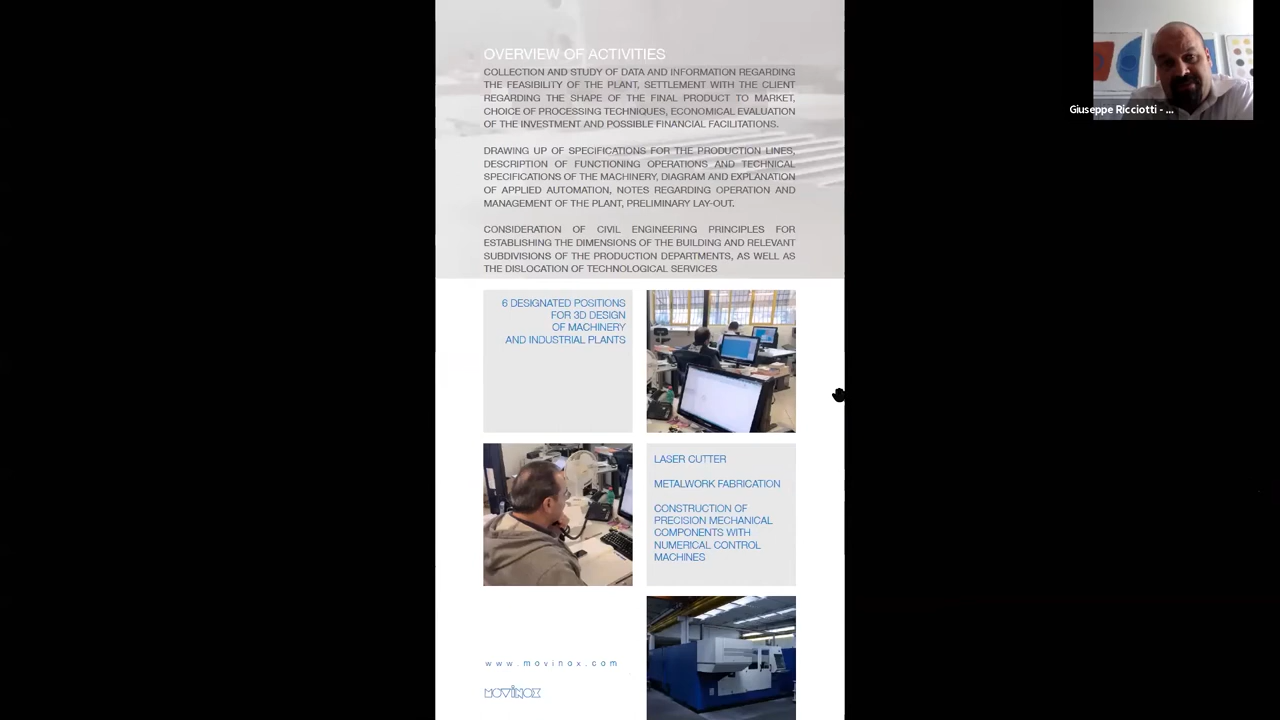 OVERVIEW OF ACTIVITIES
COLLECTION AND STUDY OF DATA AND INFORMATION REGARDING
THE FEASIBILITY OF THE PLANT, SETTLEMENT WITH THE CLIENT
REGARDING THE SHAPE OF THE FINAL PRODUCT TO MARKET,
CHOICE OF PROCESSING TECHNIQUES, ECONOMICAL EVALUATION
OF THE INVESTMENT AND POSSIBLE FINANCIAL FACILITATIONS.
DRAWING UP OF SPECIFICATIONS FOR THE PRODUCTION LINES,
DESCRIPTION OF FUNCTIONING OPERATIONS AND TECHNICAL
SPECIFICATIONS OF THE MACHINERY, DIAGRAM AND EXPLANATION
OF APPLIED AUTOMATION, NOTES REGARDING OPERATION AND
MANAGEMENT OF THE PLANT, PRELIMINARY LAY-OUT.
CONSIDERATION OF CIVIL ENGINEERING PRINCIPLES FOR
ESTABLISHING THE DIMENSIONS OF THE BUILDING AND RELEVANT
SUBDIVISIONS OF THE PRODUCTION DEPARTMENTS, AS WELL AS
THE DISLOCATION OF TECHNOLOGICAL SERVICES
6 DESIGNATED POSITIONS
FOR 3D DESIGN
OF MACHINERY
AND INDUSTRIAL PLANTS
LASER CUTTER
METALWORK FABRICATION
CONSTRUCTION OF
PRECISION MECHANICAL
COMPONENTS WITH
NUMERICAL CONTROL
MACHINES
www.movinox.com
MOVINOX
Giuseppe Ricciotti - ...